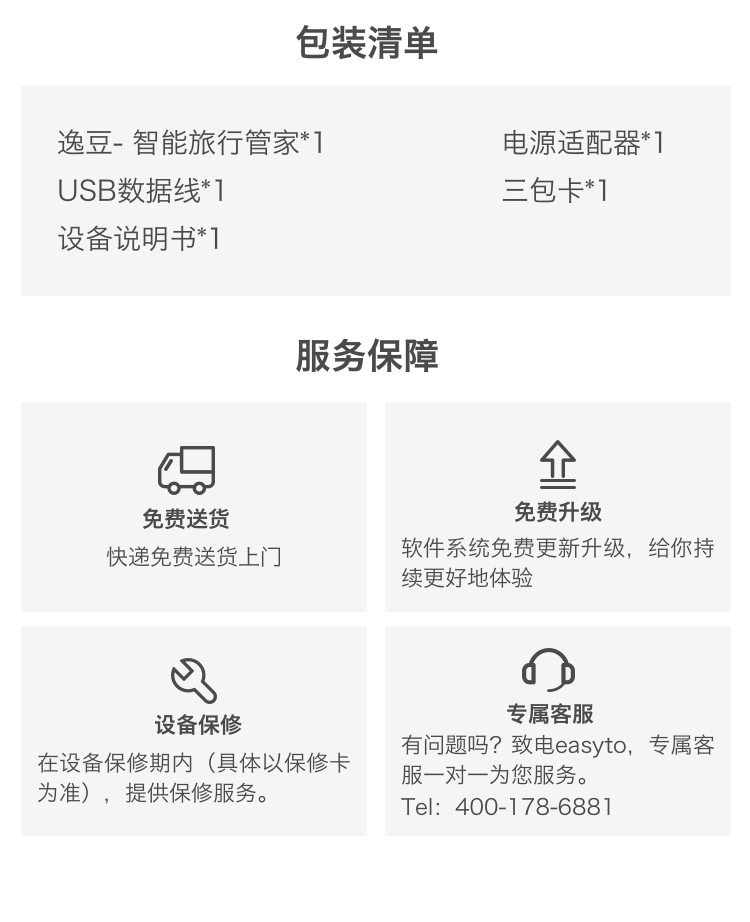 包装清单
逸豆- 智能旅行管家*1
电源适配器*1
USB数据线*1
三包卡*1
设备说明书*1
服务保障
免费送货
快递免费送货上门
免费升级
软件系统免费更新升级，给你持
续更好地体验
设备保修
在设备保修期内（具体以保修卡
为准），提供保修服务。
专属客服
有问题吗？致电easyto，专属客
服一对一为您服务。
Tel：400-178-6881